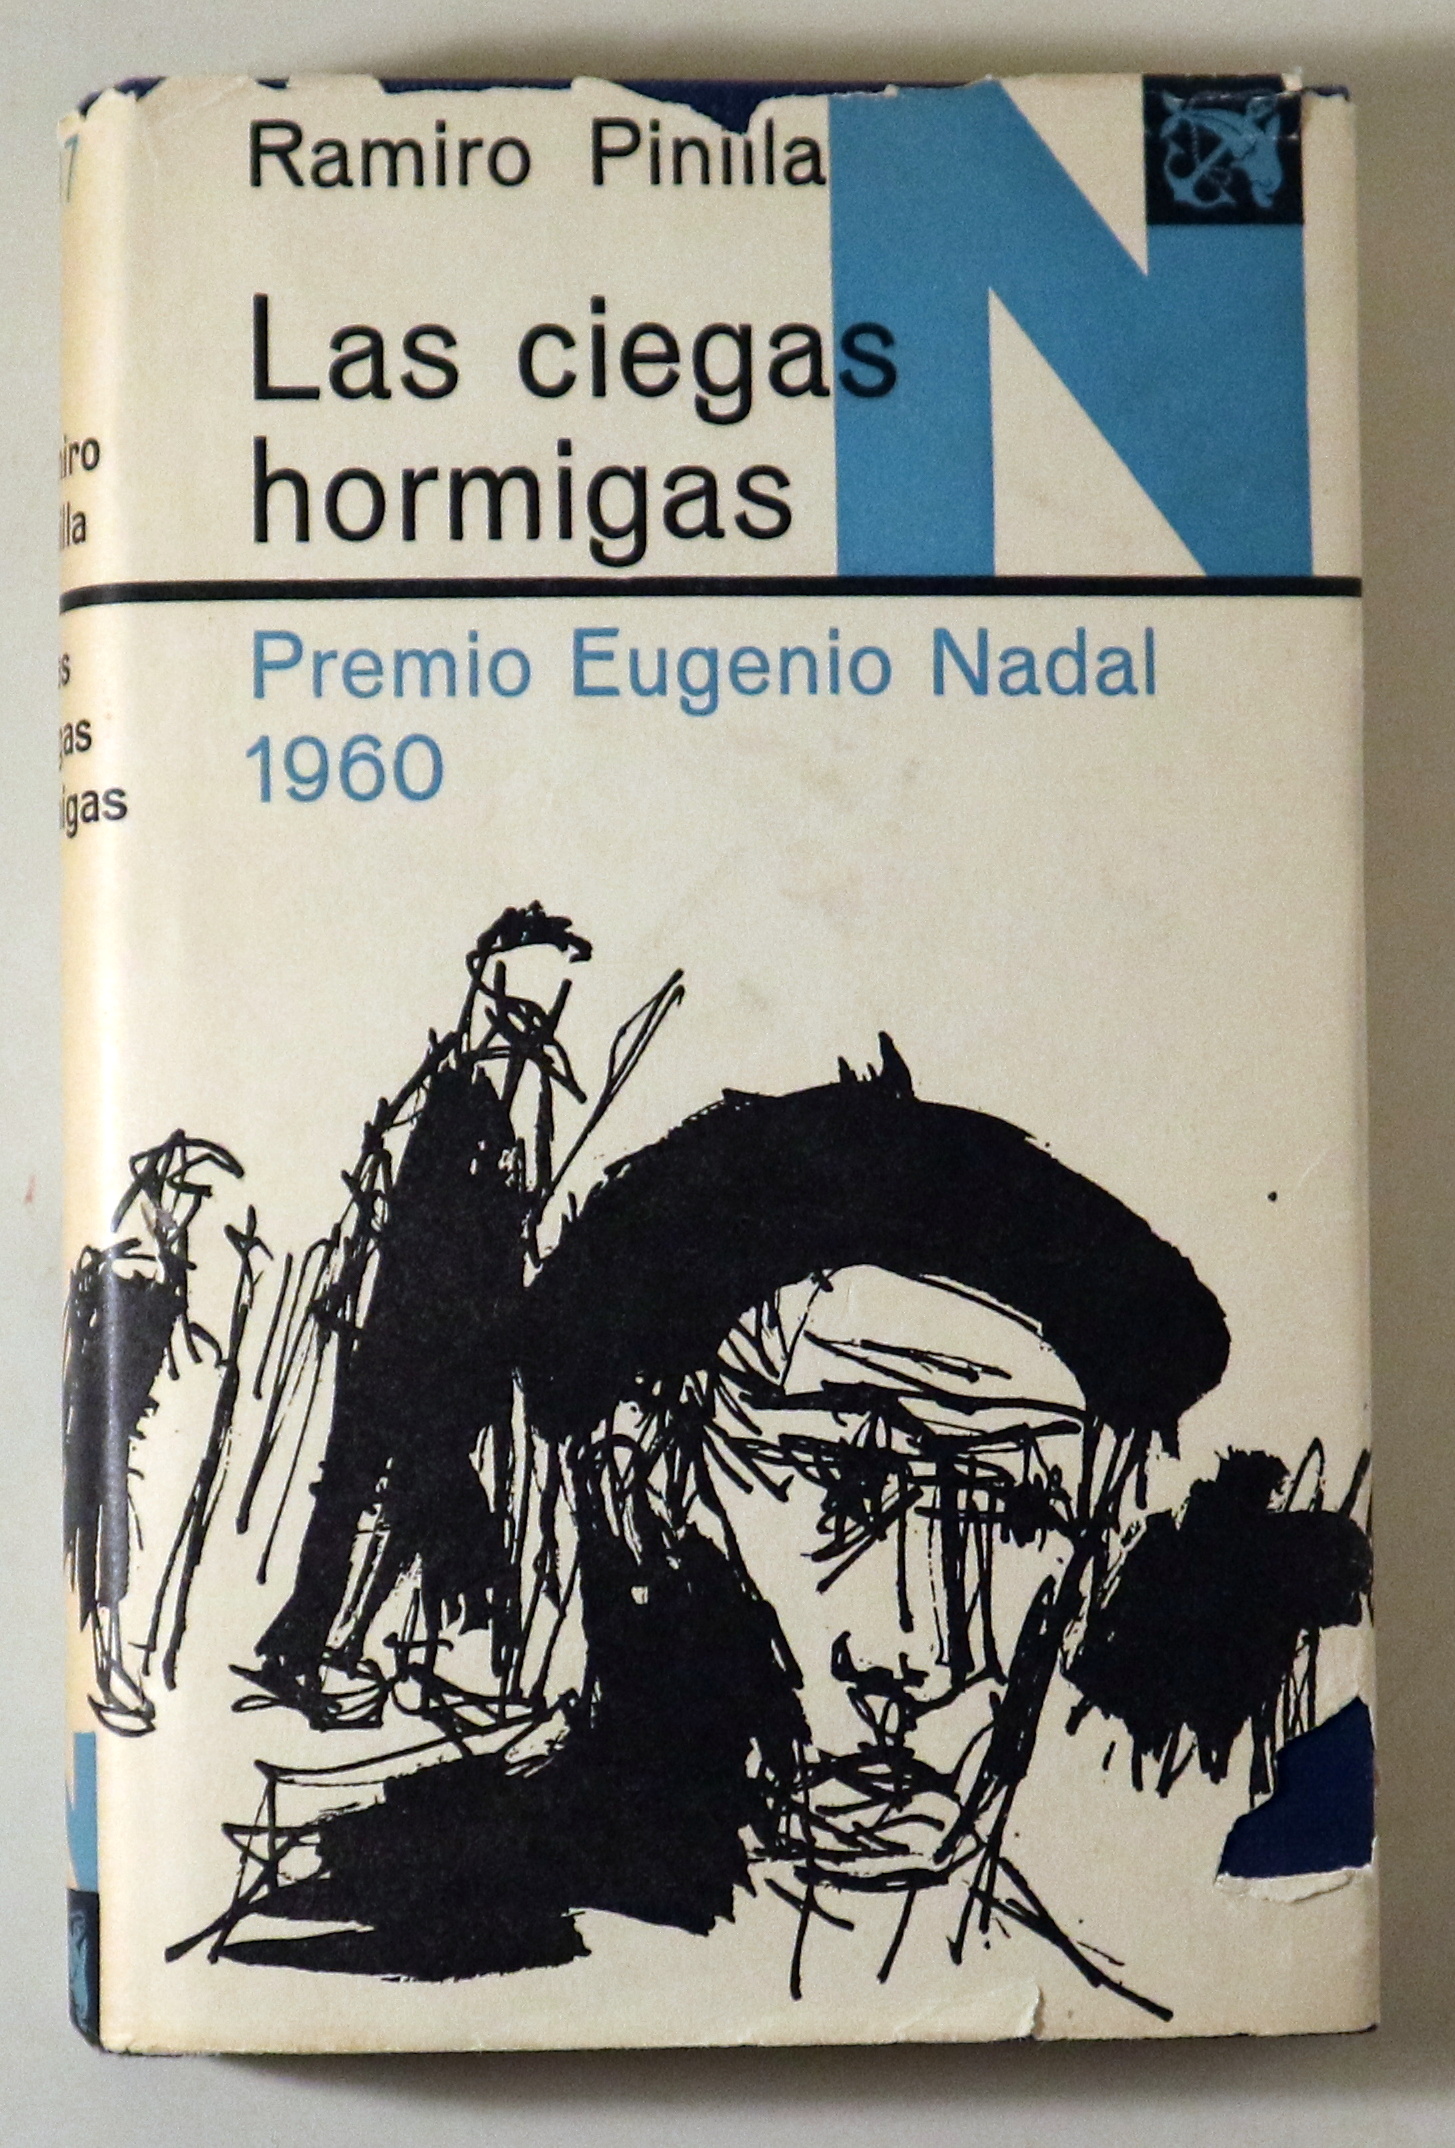 Ramiro Pinilla
Las ciegas
hormigas
Premio Eugenio Nadal
1960